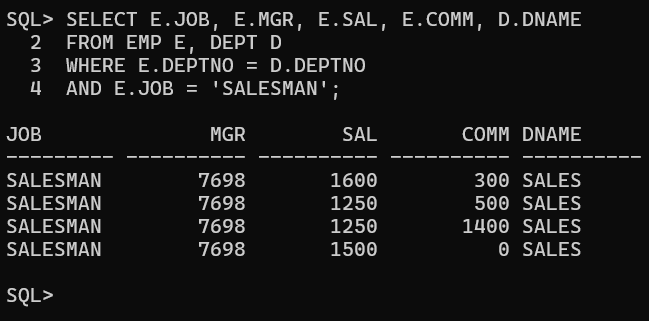 SQL> SELECT E.JOB, E.MGR, E.SAL, E.COMM, D.DNAME
  2  FROM EMP E, DEPT D
  3  WHERE E.DEPTNO = D.DEPTNO
  4  AND E.JOB = 'SALESMAN';

JOB              MGR        SAL       COMM DNAME
--------- ---------- ---------- ---------- ----------
SALESMAN        7698       1600        300 SALES
SALESMAN        7698       1250        500 SALES
SALESMAN        7698       1250       1400 SALES
SALESMAN        7698       1500          0 SALES

SQL>